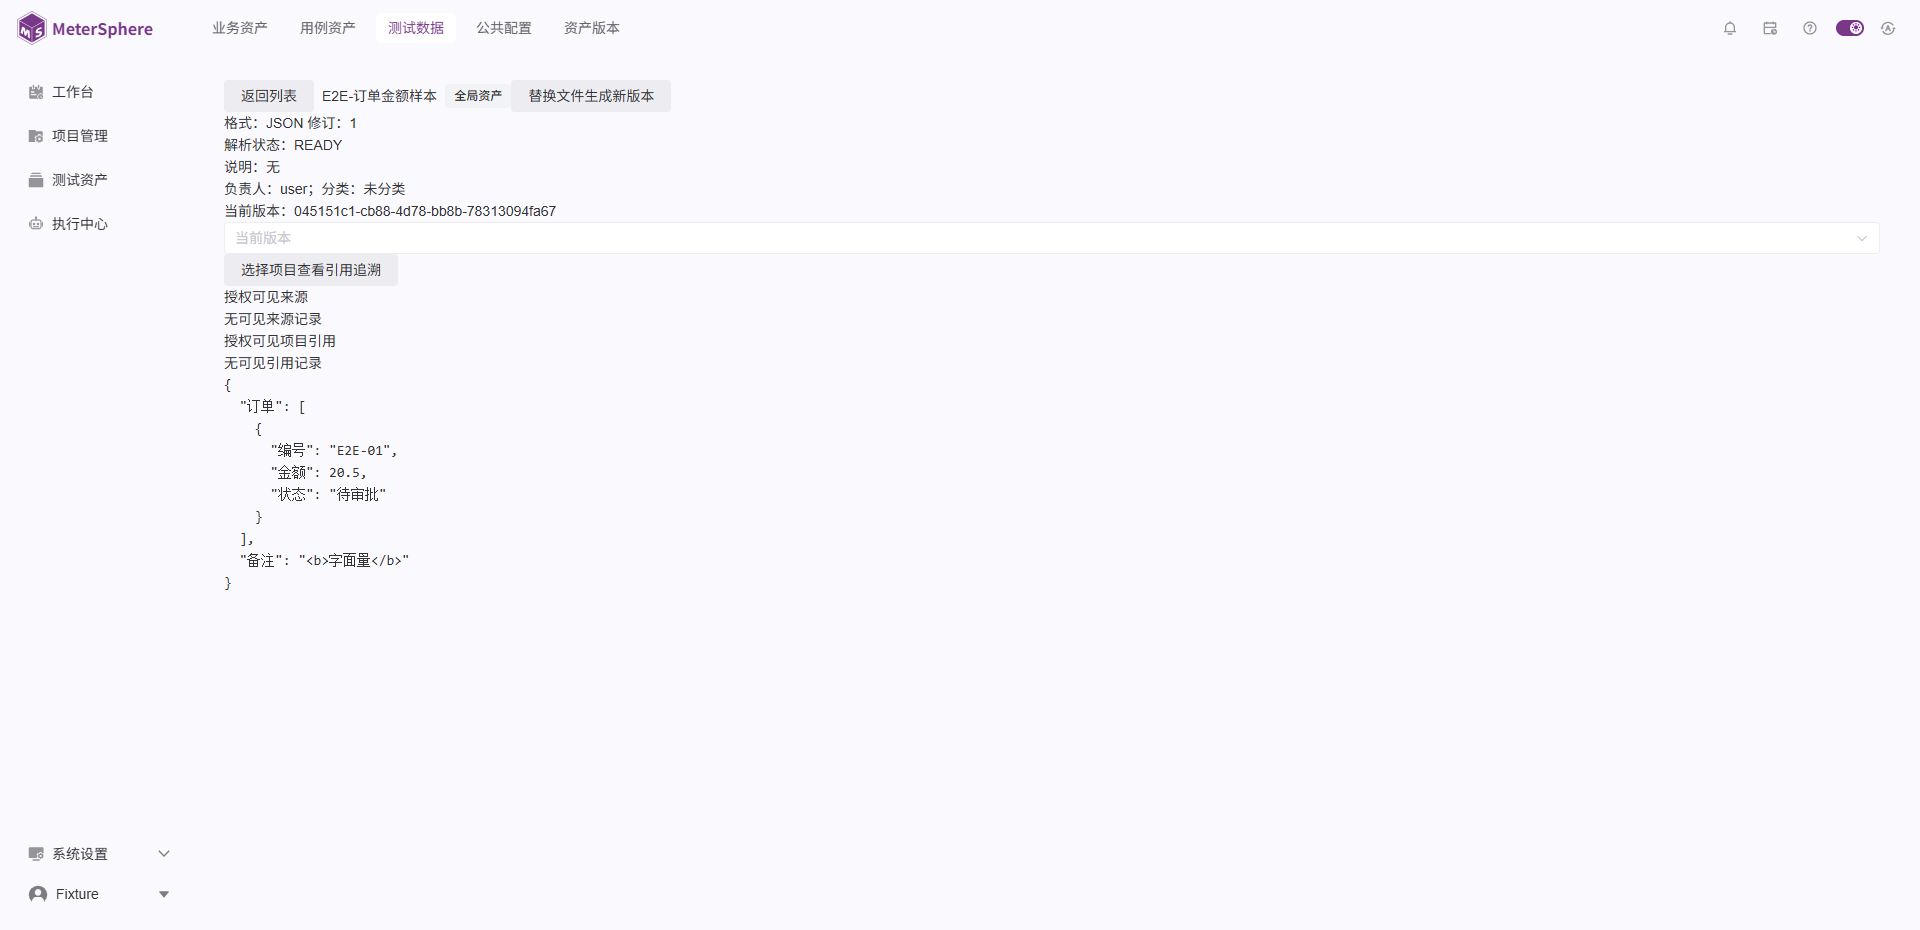 MeterSphere
业务资产 用例资产 测试数据 公共配置 资产版本
工作台
项目管理
测试资产
执行中心
返回列表 E2E-订单金额样本 全局资产 替换文件生成新版本
格式：JSON 修订：1
解析状态：READY
说明：无
负责人：user；分类：未分类
当前版本：045151c1-cb88-4d78-bb8b-78313094fa67
当前版本
选择项目查看引用追溯
授权可见来源
无可见来源记录
授权可见项目引用
无可见引用记录
{
  "订单": [
    {
      "编号": "E2E-01",
      "金额": 20.5,
      "状态": "待审批"
    }
  ],
  "备注": "<b>字面量</b>"
}
系统设置
Fixture